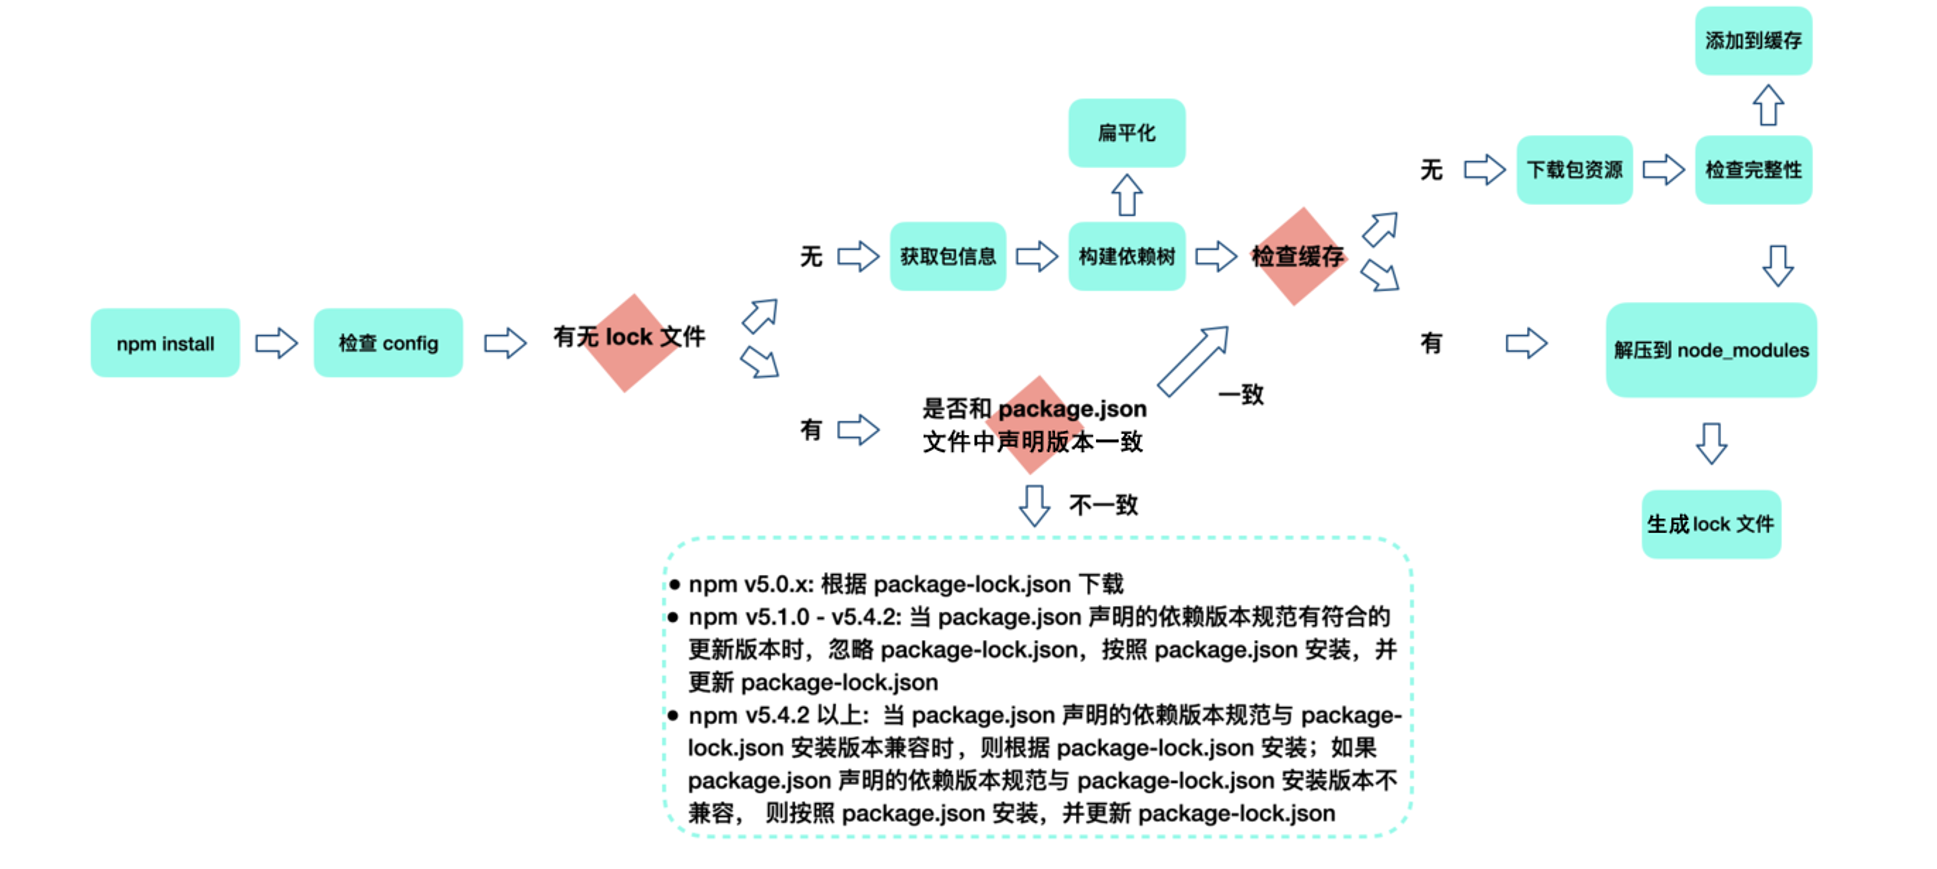 npm install
检查 config
有无 lock 文件
无
获取包信息
构建依赖树
扁平化
检查缓存
无
下载包资源
检查完整性
添加到缓存
有
解压到 node_modules
生成lock 文件
有
是否和 package.json
文件中声明版本一致
一致
不一致
● npm v5.0.x: 根据 package-lock.json 下载
● npm v5.1.0 - v5.4.2: 当 package.json 声明的依赖版本规范有符合的
更新版本时，忽略 package-lock.json，按照 package.json 安装，并
更新 package-lock.json
● npm v5.4.2 以上：当 package.json 声明的依赖版本规范与 package-
lock.json 安装版本兼容时，则根据 package-lock.json 安装；如果
package.json 声明的依赖版本规范与 package-lock.json 安装版本不
兼容， 则按照 package.json 安装，并更新 package-lock.json